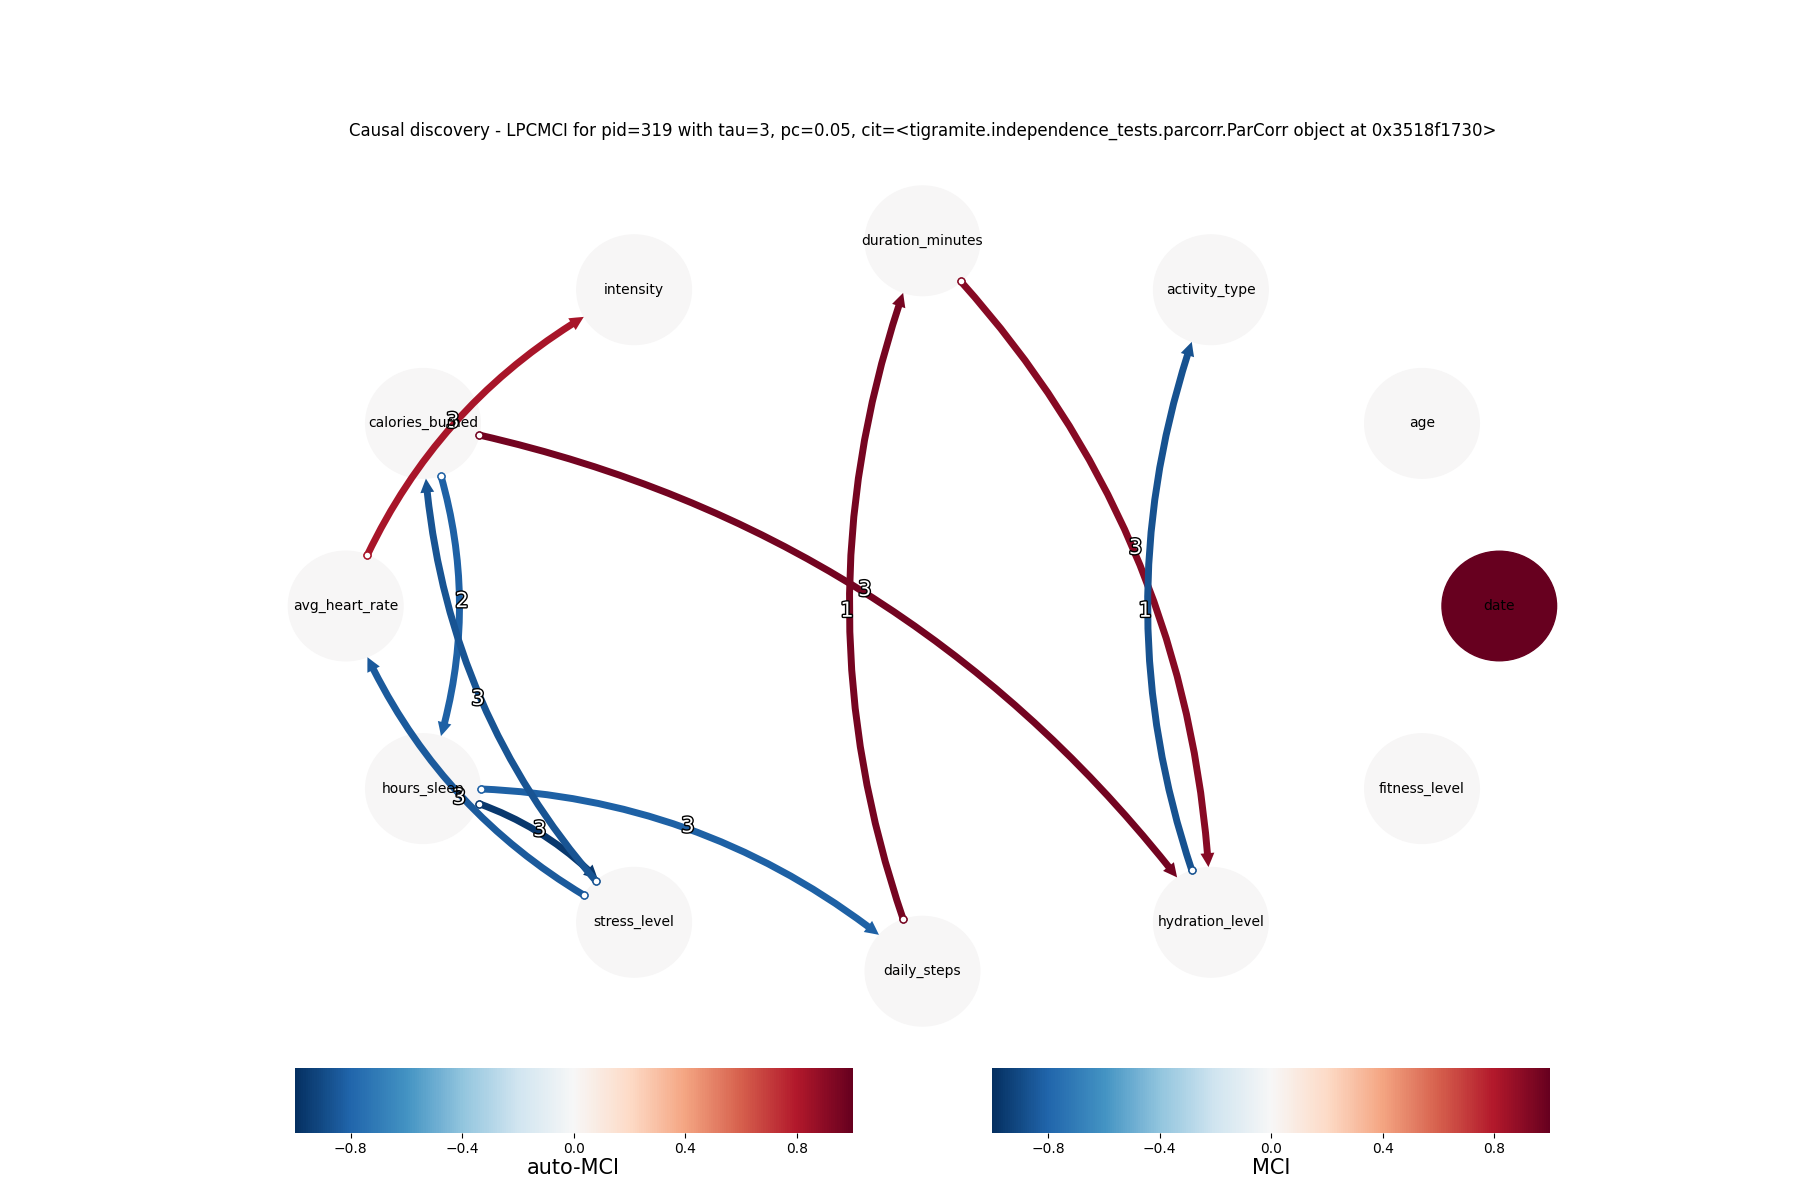 Causal discovery - LPCMCI for pid=319 with tau=3, pc=0.05, cit=<tigramite.independence_tests.parcorr.ParCorr object at 0x3518f1730>
duration_minutes
intensity
activity_type
calories_burned
3
age
3
3
2
1
1
avg_heart_rate
date
3
hours_sleep
3
3
3
fitness_level
stress_level
hydration_level
daily_steps
−0.8 −0.4 0.0 0.4 0.8
auto-MCI
−0.8 −0.4 0.0 0.4 0.8
MCI